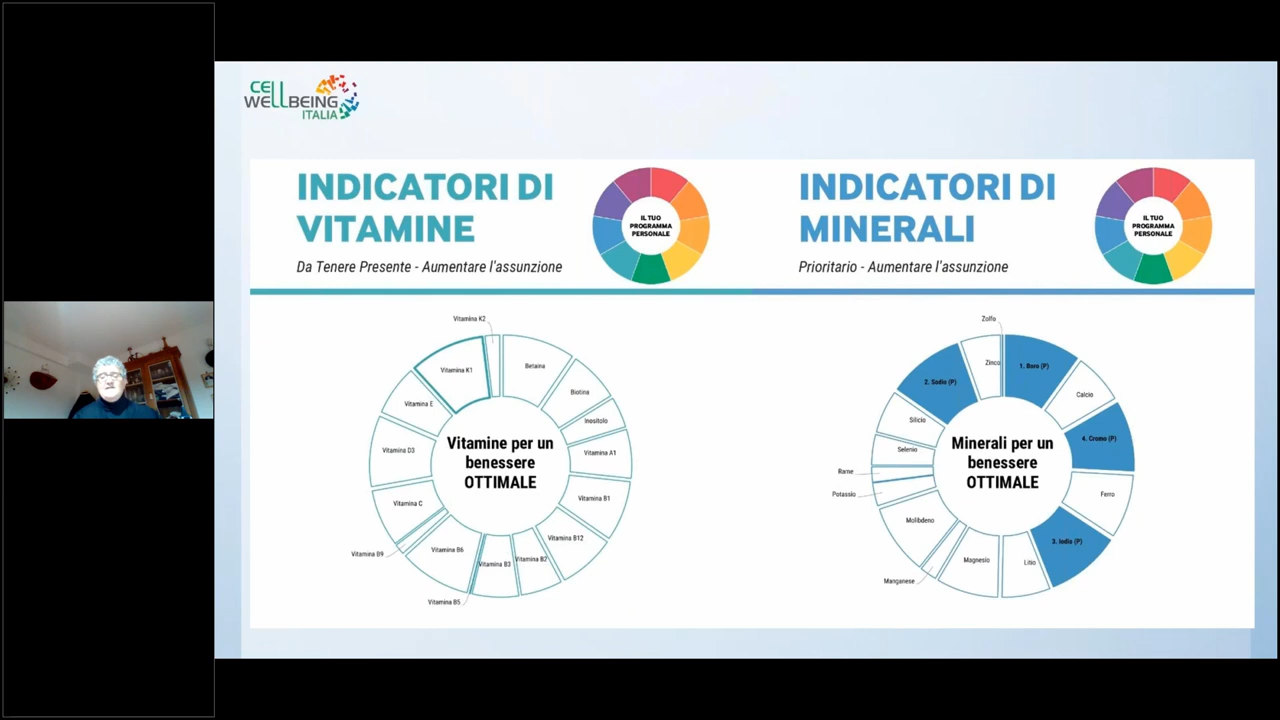 CELL
WELLBEING
ITALIA
INDICATORI DI
VITAMINE
Da Tenere Presente - Aumentare l'assunzione
IL TUO
PROGRAMMA
PERSONALE
INDICATORI DI
MINERALI
Prioritario - Aumentare l'assunzione
IL TUO
PROGRAMMA
PERSONALE
Vitamina K2
Betaina
Biotina
Inositolo
Vitamina A1
Vitamina B1
Vitamina B12
Vitamina B2
Vitamina B3
Vitamina B5
Vitamina B6
Vitamina B9
Vitamina C
Vitamina D3
Vitamina E
Vitamina K1
Vitamine per un
benessere
OTTIMALE
Zolfo
1. Boro (P)
Calcio
4. Cromo (P)
Ferro
3. Iodio (P)
Litio
Magnesio
Manganese
Molibdeno
Potassio
Rame
Selenio
Silicio
2. Sodio (P)
Zinco
Minerali per un
benessere
OTTIMALE